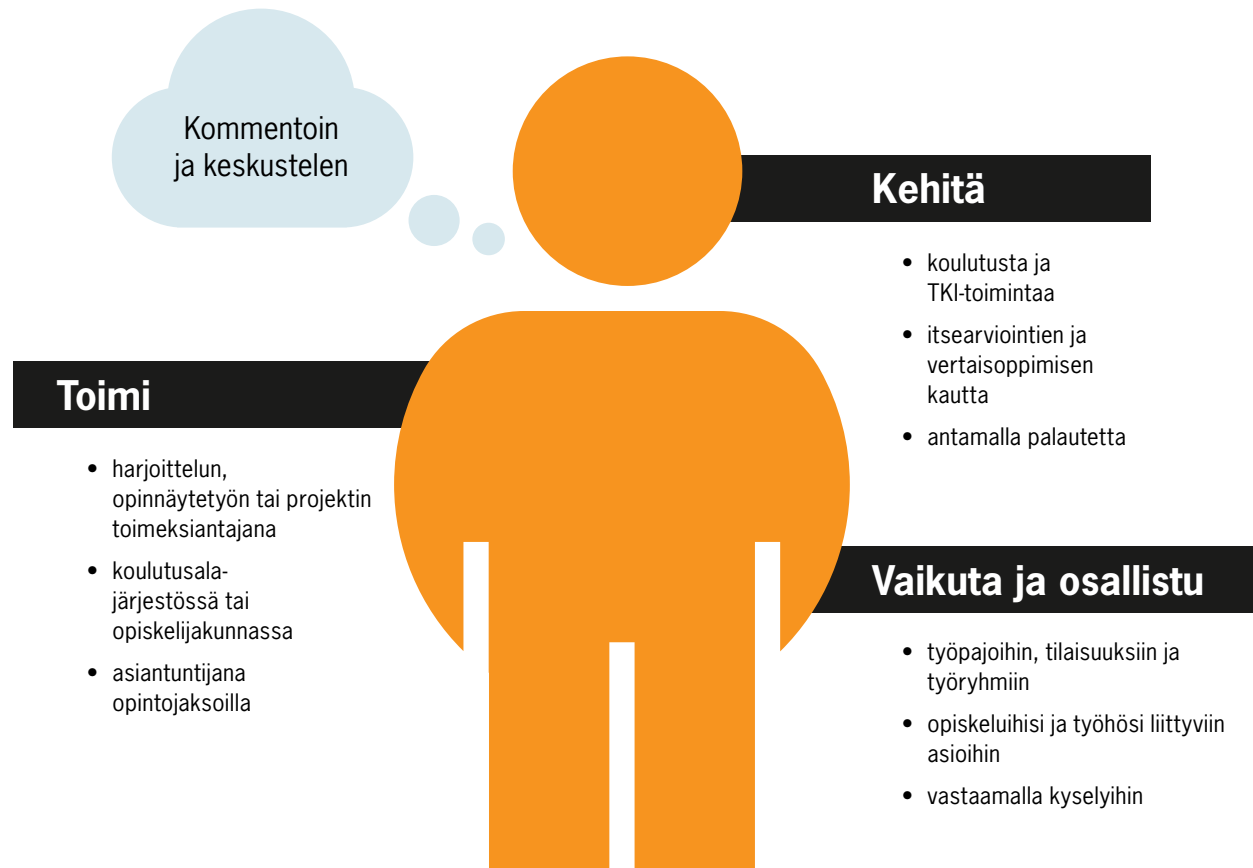 Kommentoin
ja keskustelen
Kehitä
• koulutusta ja
TKI-toimintaa
• itsearviointien ja
vertaisoppimisen
kautta
• antamalla palautetta
Toimi
• harjoittelun,
opinnäytetyön tai projektin
toimeksiantajana
• koulutusala-
järjestössä tai
opiskelijakunnassa
• asiantuntijana
opintojaksoilla
Vaikuta ja osallistu
• työpajoihin, tilaisuuksiin ja
työryhmiin
• opiskeluihisi ja työhösi liittyviin
asioihin
• vastaamalla kyselyihin